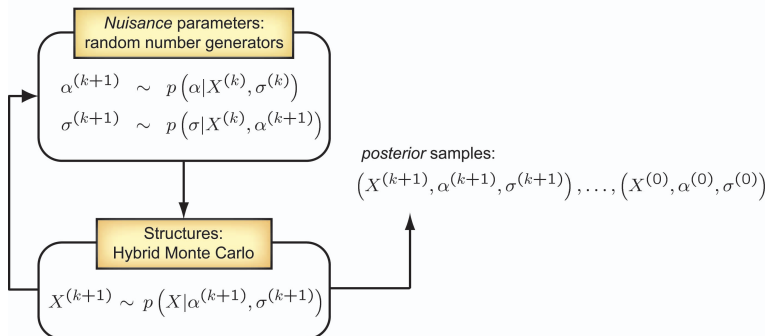 Nuisance parameters:
random number generators
α^(k+1) ∼ p(α|X^(k), σ^(k))
σ^(k+1) ∼ p(σ|X^(k), α^(k+1))
posterior samples:
(X^(k+1), α^(k+1), σ^(k+1)), . . . , (X^(0), α^(0), σ^(0))
Structures:
Hybrid Monte Carlo
X^(k+1) ∼ p(X|α^(k+1), σ^(k+1))